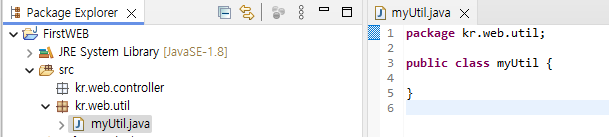 Package Explorer
FirstWEB
JRE System Library [JavaSE-1.8]
src
kr.web.controller
kr.web.util
myUtil.java
myUtil.java
1 package kr.web.util;
2
3 public class myUtil {
4
5 }
6